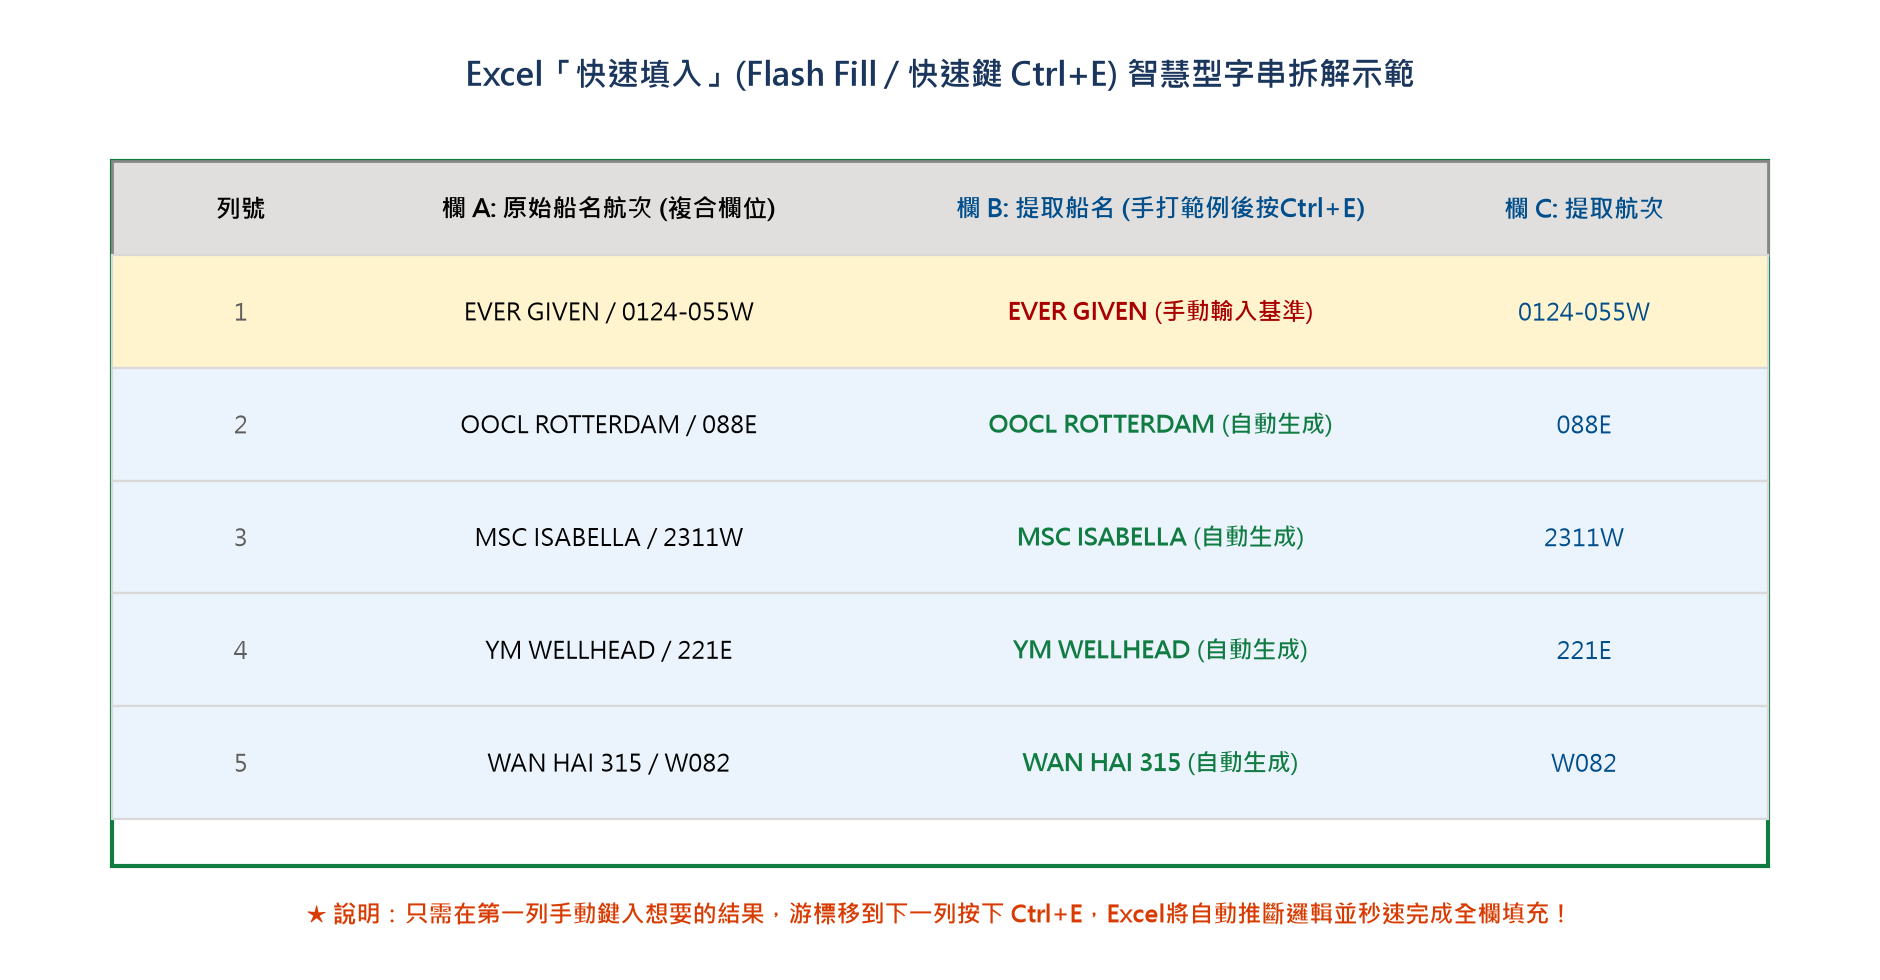 Excel「快速填入」(Flash Fill / 快速鍵 Ctrl+E) 智慧型字串拆解示範
列號 欄 A: 原始船名航次 (複合欄位) 欄 B: 提取船名 (手打範例後按Ctrl+E) 欄 C: 提取航次
1 EVER GIVEN / 0124-055W EVER GIVEN (手動輸入基準) 0124-055W
2 OOCL ROTTERDAM / 088E OOCL ROTTERDAM (自動生成) 088E
3 MSC ISABELLA / 2311W MSC ISABELLA (自動生成) 2311W
4 YM WELLHEAD / 221E YM WELLHEAD (自動生成) 221E
5 WAN HAI 315 / W082 WAN HAI 315 (自動生成) W082
★ 說明：只需在第一列手動鍵入想要的結果，游標移到下一列按下 Ctrl+E，Excel將自動推斷邏輯並秒速完成全欄填充！